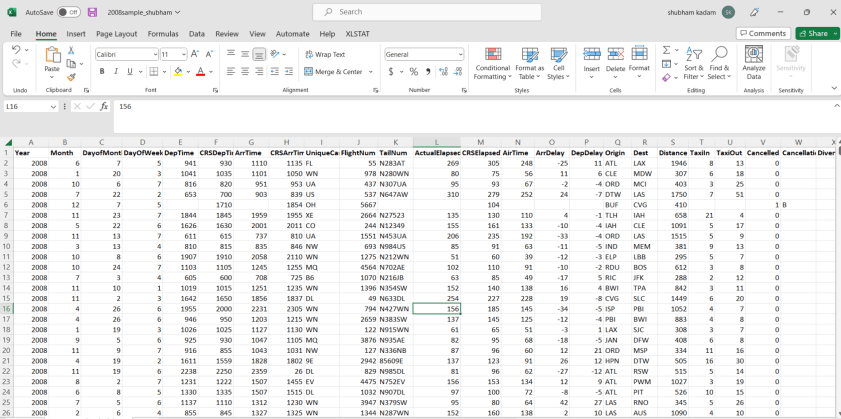 AutoSave Off 2008sample_shubham Search shubham kadam SK
File Home Insert Page Layout Formulas Data Review View Automate Help XLSTAT Comments Share
Paste Calibri 11 A A Wrap Text General Conditional Format as Cell Insert Delete Format Sort & Find & Analyze Sensitivity
B I U A Merge & Center $ % Formatting Table Styles Filter Select Data
Undo Clipboard Font Alignment Number Styles Cells Editing Analysis Sensitivity
L16 fx 156
A B C D E F G H I J K L M N O P Q R S T U V W X
1 Year Month DayofMont DayOfWeek DepTime CRSDepTi ArrTime CRSArrTim UniqueCa FlightNum TailNum ActualElapsed CRSElapsed AirTime ArrDelay DepDelay Origin Dest Distance TaxiIn TaxiOut Cancelled Cancellati Diver
2 2008 6 7 5 941 930 1110 1135 FL 55 N283AT 269 305 248 -25 11 ATL LAX 1946 8 13 0
3 2008 1 20 3 1041 1035 1101 1050 WN 978 N280WN 80 75 56 11 6 CLE MDW 307 6 18 0
4 2008 10 6 7 816 820 951 953 UA 437 N307UA 95 93 67 -2 -4 ORD MCI 403 3 25 0
5 2008 7 22 2 653 700 903 839 US 537 N647AW 310 279 252 24 -7 DTW LAS 1750 7 51 0
6 2008 12 7 5 1710 1854 OH 5667 104 BUF CVG 410 1 B
7 2008 11 23 7 1844 1845 1959 1955 XE 2664 N27523 135 130 110 4 -1 TLH IAH 658 21 4 0
8 2008 5 22 6 1626 1630 2001 2011 CO 244 N12349 155 161 133 -10 -4 IAH CLE 1091 5 17 0
9 2008 11 13 7 611 615 737 810 UA 1551 N453UA 206 235 192 -33 -4 ORD LAS 1515 5 9 0
10 2008 3 13 4 810 815 835 846 NW 693 N984US 85 91 63 -11 -5 IND MEM 381 9 13 0
11 2008 10 8 6 1907 1910 2058 2110 WN 1275 N212WN 51 60 39 -12 -3 ELP LBB 295 5 7 0
12 2008 10 24 7 1103 1105 1245 1255 MQ 4564 N702AE 102 110 91 -10 -2 RDU BOS 612 3 8 0
13 2008 7 3 4 605 600 708 725 B6 1070 N216JB 63 85 49 -17 5 RIC JFK 288 2 12 0
14 2008 11 10 1 1019 1015 1251 1235 WN 1396 N354SW 152 140 138 16 4 BWI TPA 842 3 11 0
15 2008 11 2 3 1642 1650 1856 1837 DL 49 N633DL 254 227 228 19 -8 CVG SLC 1449 6 20 0
16 2008 4 26 6 1955 2000 2231 2305 WN 794 N427WN 156 185 145 -34 -5 ISP PBI 1052 4 7 0
17 2008 4 26 6 946 950 1203 1215 WN 2659 N383SW 137 145 125 -12 -4 PBI BWI 883 4 8 0
18 2008 1 19 3 1026 1025 1127 1130 WN 122 N915WN 61 65 51 -3 1 LAX SJC 308 3 7 0
19 2008 9 5 6 925 930 1047 1105 MQ 3876 N935AE 82 95 68 -18 -5 JAN DFW 408 6 8 0
20 2008 11 9 7 916 855 1043 1031 NW 127 N336NB 87 96 60 12 21 ORD MSP 334 11 16 0
21 2008 4 19 2 1611 1559 1828 1802 9E 2942 85609E 137 123 91 26 12 HPN DTW 505 16 30 0
22 2008 11 19 6 2238 2250 2359 26 DL 829 N985DL 81 96 62 -27 -12 ATL RSW 515 5 14 0
23 2008 8 2 7 1231 1222 1507 1455 EV 4475 N752EV 156 153 134 12 9 ATL PWM 1027 3 19 0
24 2008 6 8 5 1330 1335 1507 1515 DL 1032 N907DL 97 100 72 -8 -5 ATL PIT 526 10 15 0
25 2008 7 5 6 1137 1110 1312 1230 WN 3947 N379SW 95 80 64 42 27 LAS RNO 345 5 26 0
26 2008 2 6 4 855 845 1327 1325 WN 1344 N287WN 152 160 138 2 10 LAS AUS 1090 4 10 0